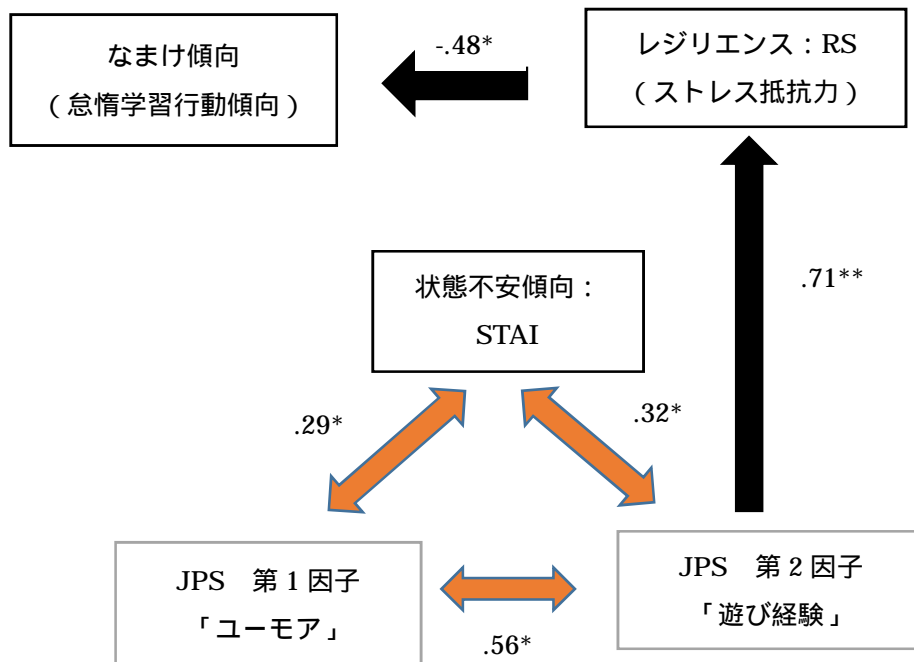 なまけ傾向
（怠惰学習行動傾向）
-.48*
レジリエンス：RS
（ストレス抵抗力）
.71**
状態不安傾向：
STAI
.29*
.32*
JPS　第 1 因子
「ユーモア」
.56*
JPS　第 2 因子
「遊び経験」